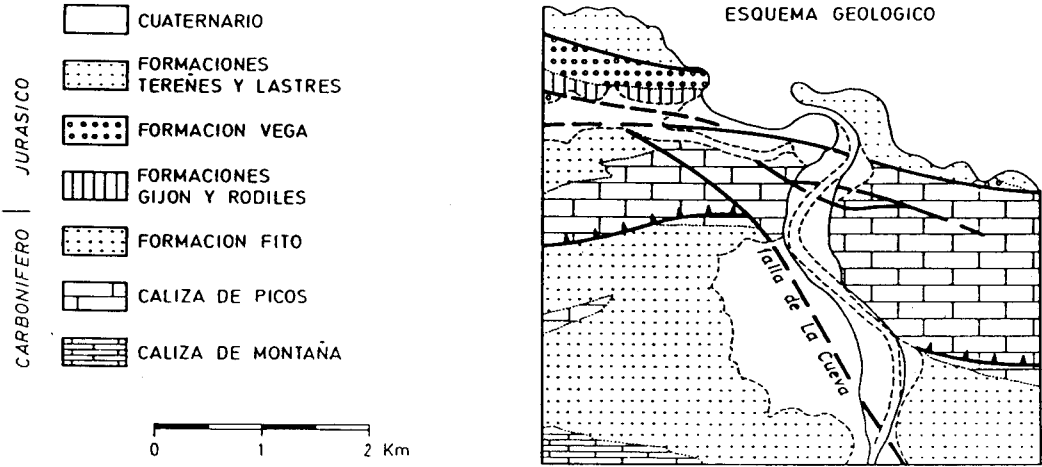 CUATERNARIO
FORMACIONES
TEREÑES Y LASTRES
FORMACION VEGA
FORMACIONES
GIJON Y RODILES
FORMACION FITO
CALIZA DE PICOS
CALIZA DE MONTAÑA
JURASICO
CARBONIFERO
0 1 2 Km
ESQUEMA GEOLOGICO
falla de La Cueva